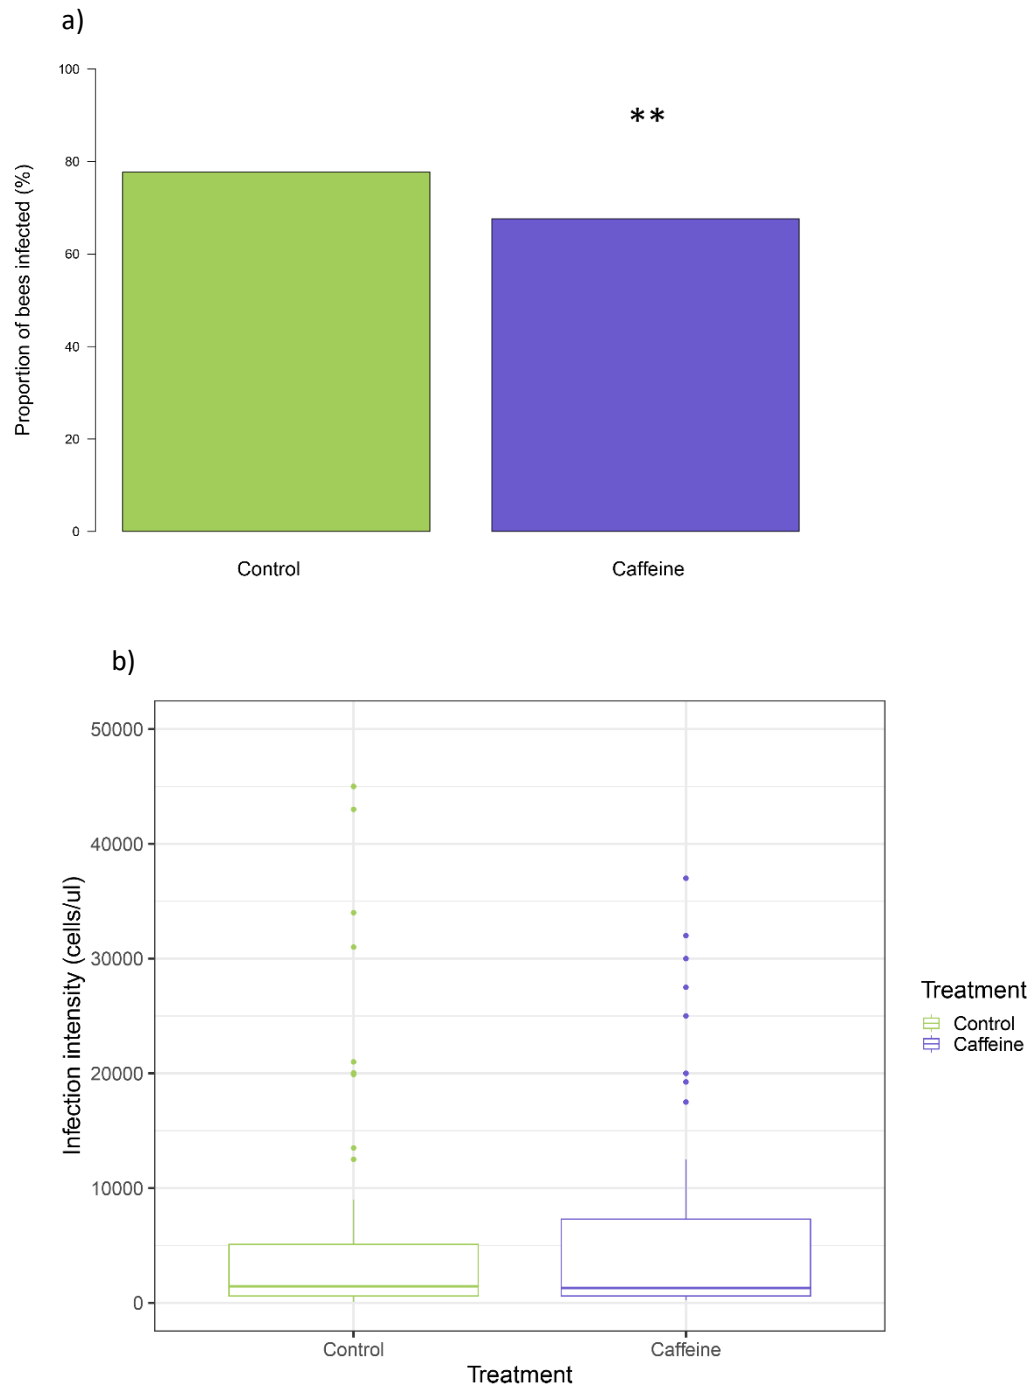 a)
100
80
60
40
20
0
Proportion of bees infected (%)
**
Control
Caffeine
b)
50000
40000
30000
20000
10000
0
Infection intensity (cells/ul)
Control
Caffeine
Treatment
Treatment
Control
Caffeine